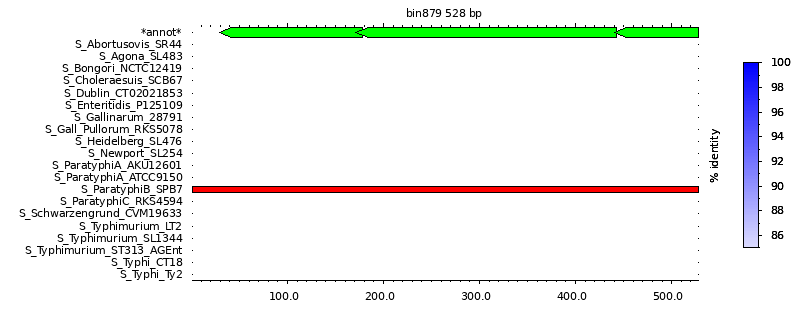 bin879 528 bp
*annot*
S_Abortusovis_SR44
S_Agona_SL483
S_Bongori_NCTC12419
S_Choleraesuis_SCB67
S_Dublin_CT02021853
S_Enteritidis_P125109
S_Gallinarum_28791
S_Gall_Pullorum_RKS5078
S_Heidelberg_SL476
S_Newport_SL254
S_ParatyphiA_AKU12601
S_ParatyphiA_ATCC9150
S_ParatyphiB_SPB7
S_ParatyphiC_RKS4594
S_Schwarzengrund_CVM19633
S_Typhimurium_LT2
S_Typhimurium_SL1344
S_Typhimurium_ST313_AGEnt
S_Typhi_CT18
S_Typhi_Ty2
100.0 200.0 300.0 400.0 500.0
% identity
100
98
96
94
92
90
88
86